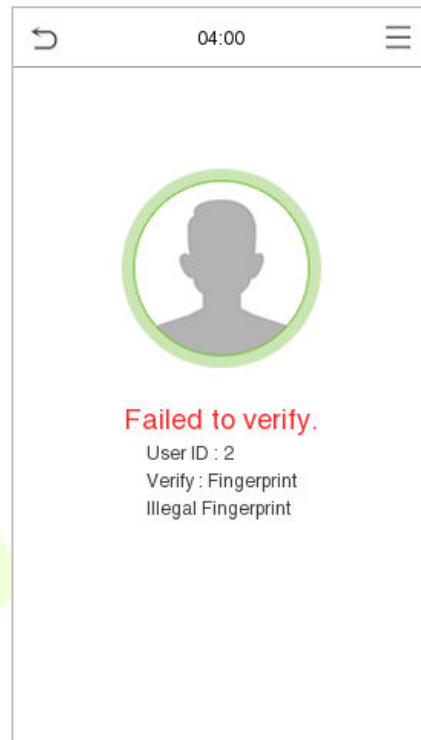 04:00
Failed to verify.
User ID : 2
Verify : Fingerprint
Illegal Fingerprint